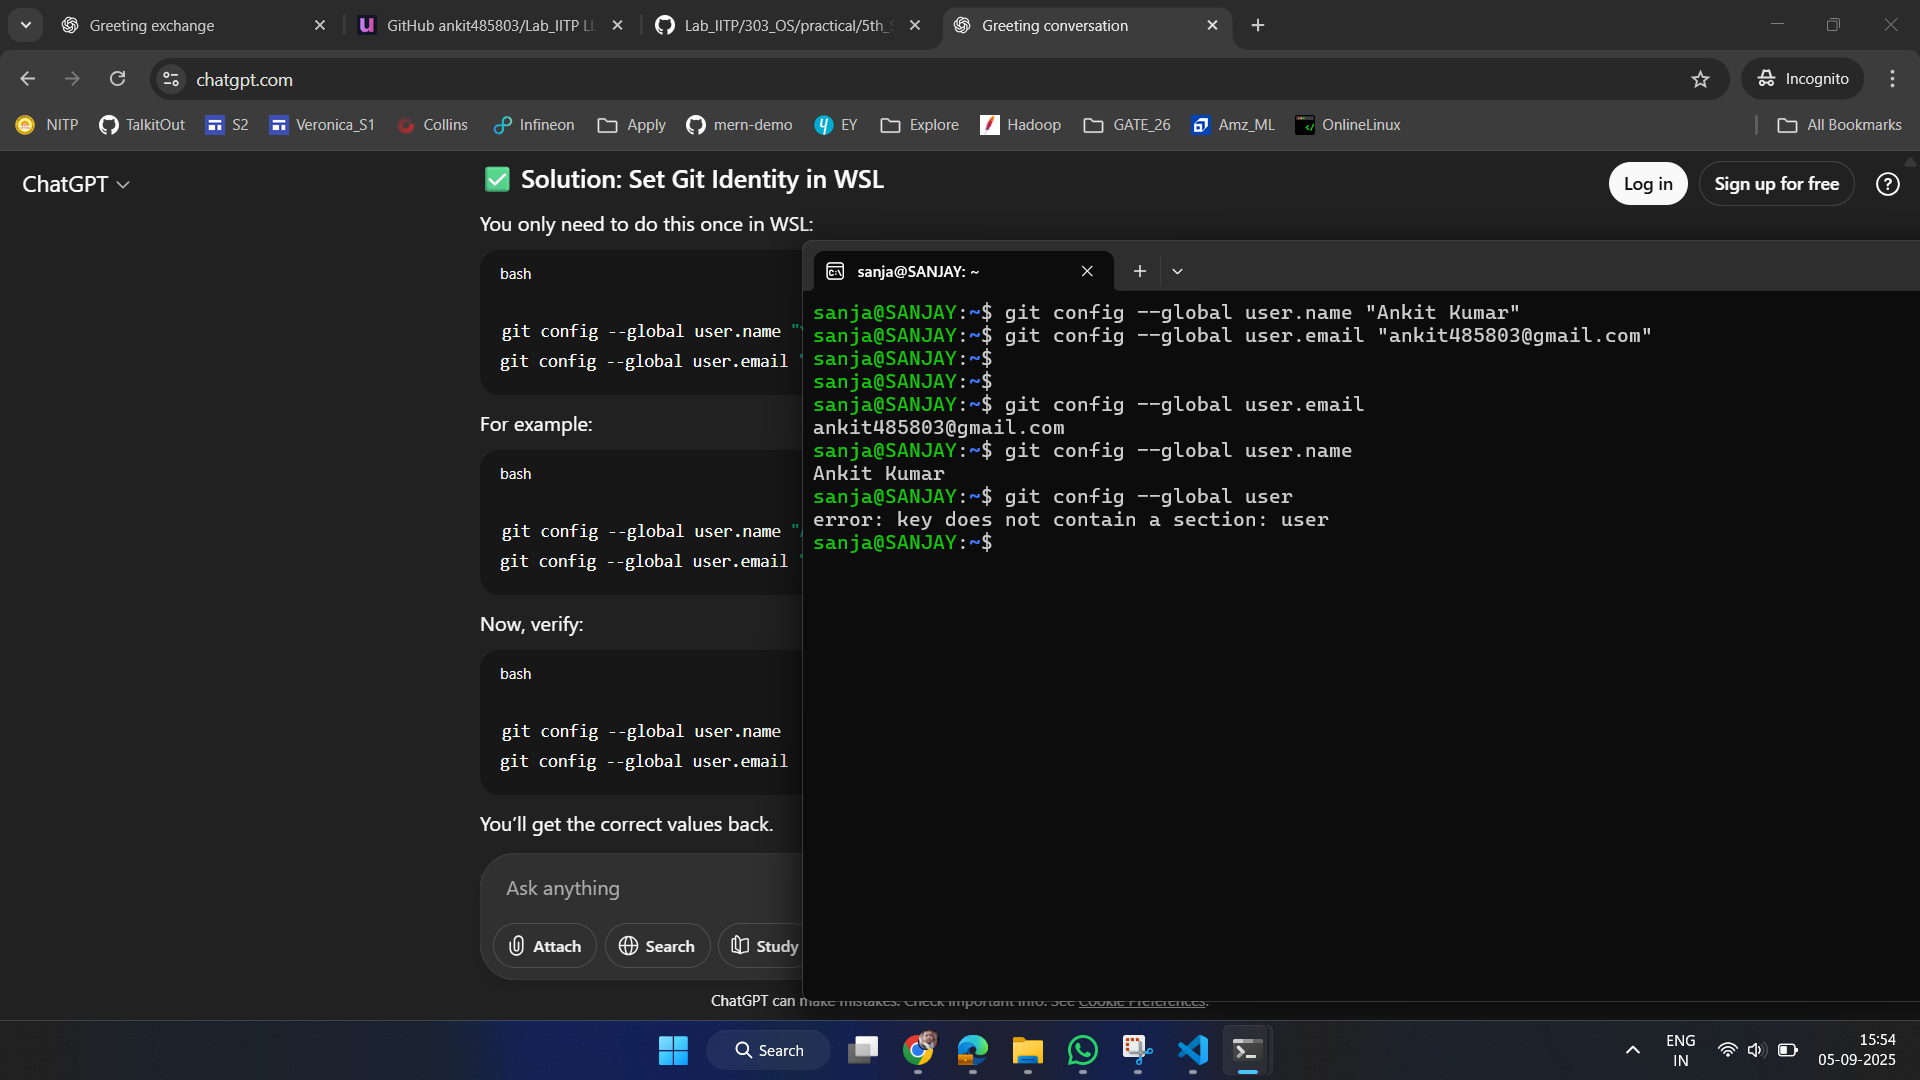 Greeting exchange
GitHub ankit485803/Lab_IITP
Lab_IITP/303_OS/practical/5th_
Greeting conversation
chatgpt.com
Incognito
NITP
TalkitOut
S2
Veronica_S1
Collins
Infineon
Apply
mern-demo
EY
Explore
Hadoop
GATE_26
Amz_ML
OnlineLinux
All Bookmarks
ChatGPT
Log in
Sign up for free
Solution: Set Git Identity in WSL
You only need to do this once in WSL:
bash
git config --global user.name
git config --global user.email
For example:
bash
git config --global user.name
git config --global user.email
Now, verify:
bash
git config --global user.name
git config --global user.email
You’ll get the correct values back.
Ask anything
Attach
Search
Study
ChatGPT can make mistakes. Check important info. See Cookie Preferences.
sanja@SANJAY: ~
sanja@SANJAY:~$ git config --global user.name "Ankit Kumar"
sanja@SANJAY:~$ git config --global user.email "ankit485803@gmail.com"
sanja@SANJAY:~$
sanja@SANJAY:~$
sanja@SANJAY:~$ git config --global user.email
ankit485803@gmail.com
sanja@SANJAY:~$ git config --global user.name
Ankit Kumar
sanja@SANJAY:~$ git config --global user
error: key does not contain a section: user
sanja@SANJAY:~$
Search
ENG
IN
15:54
05-09-2025